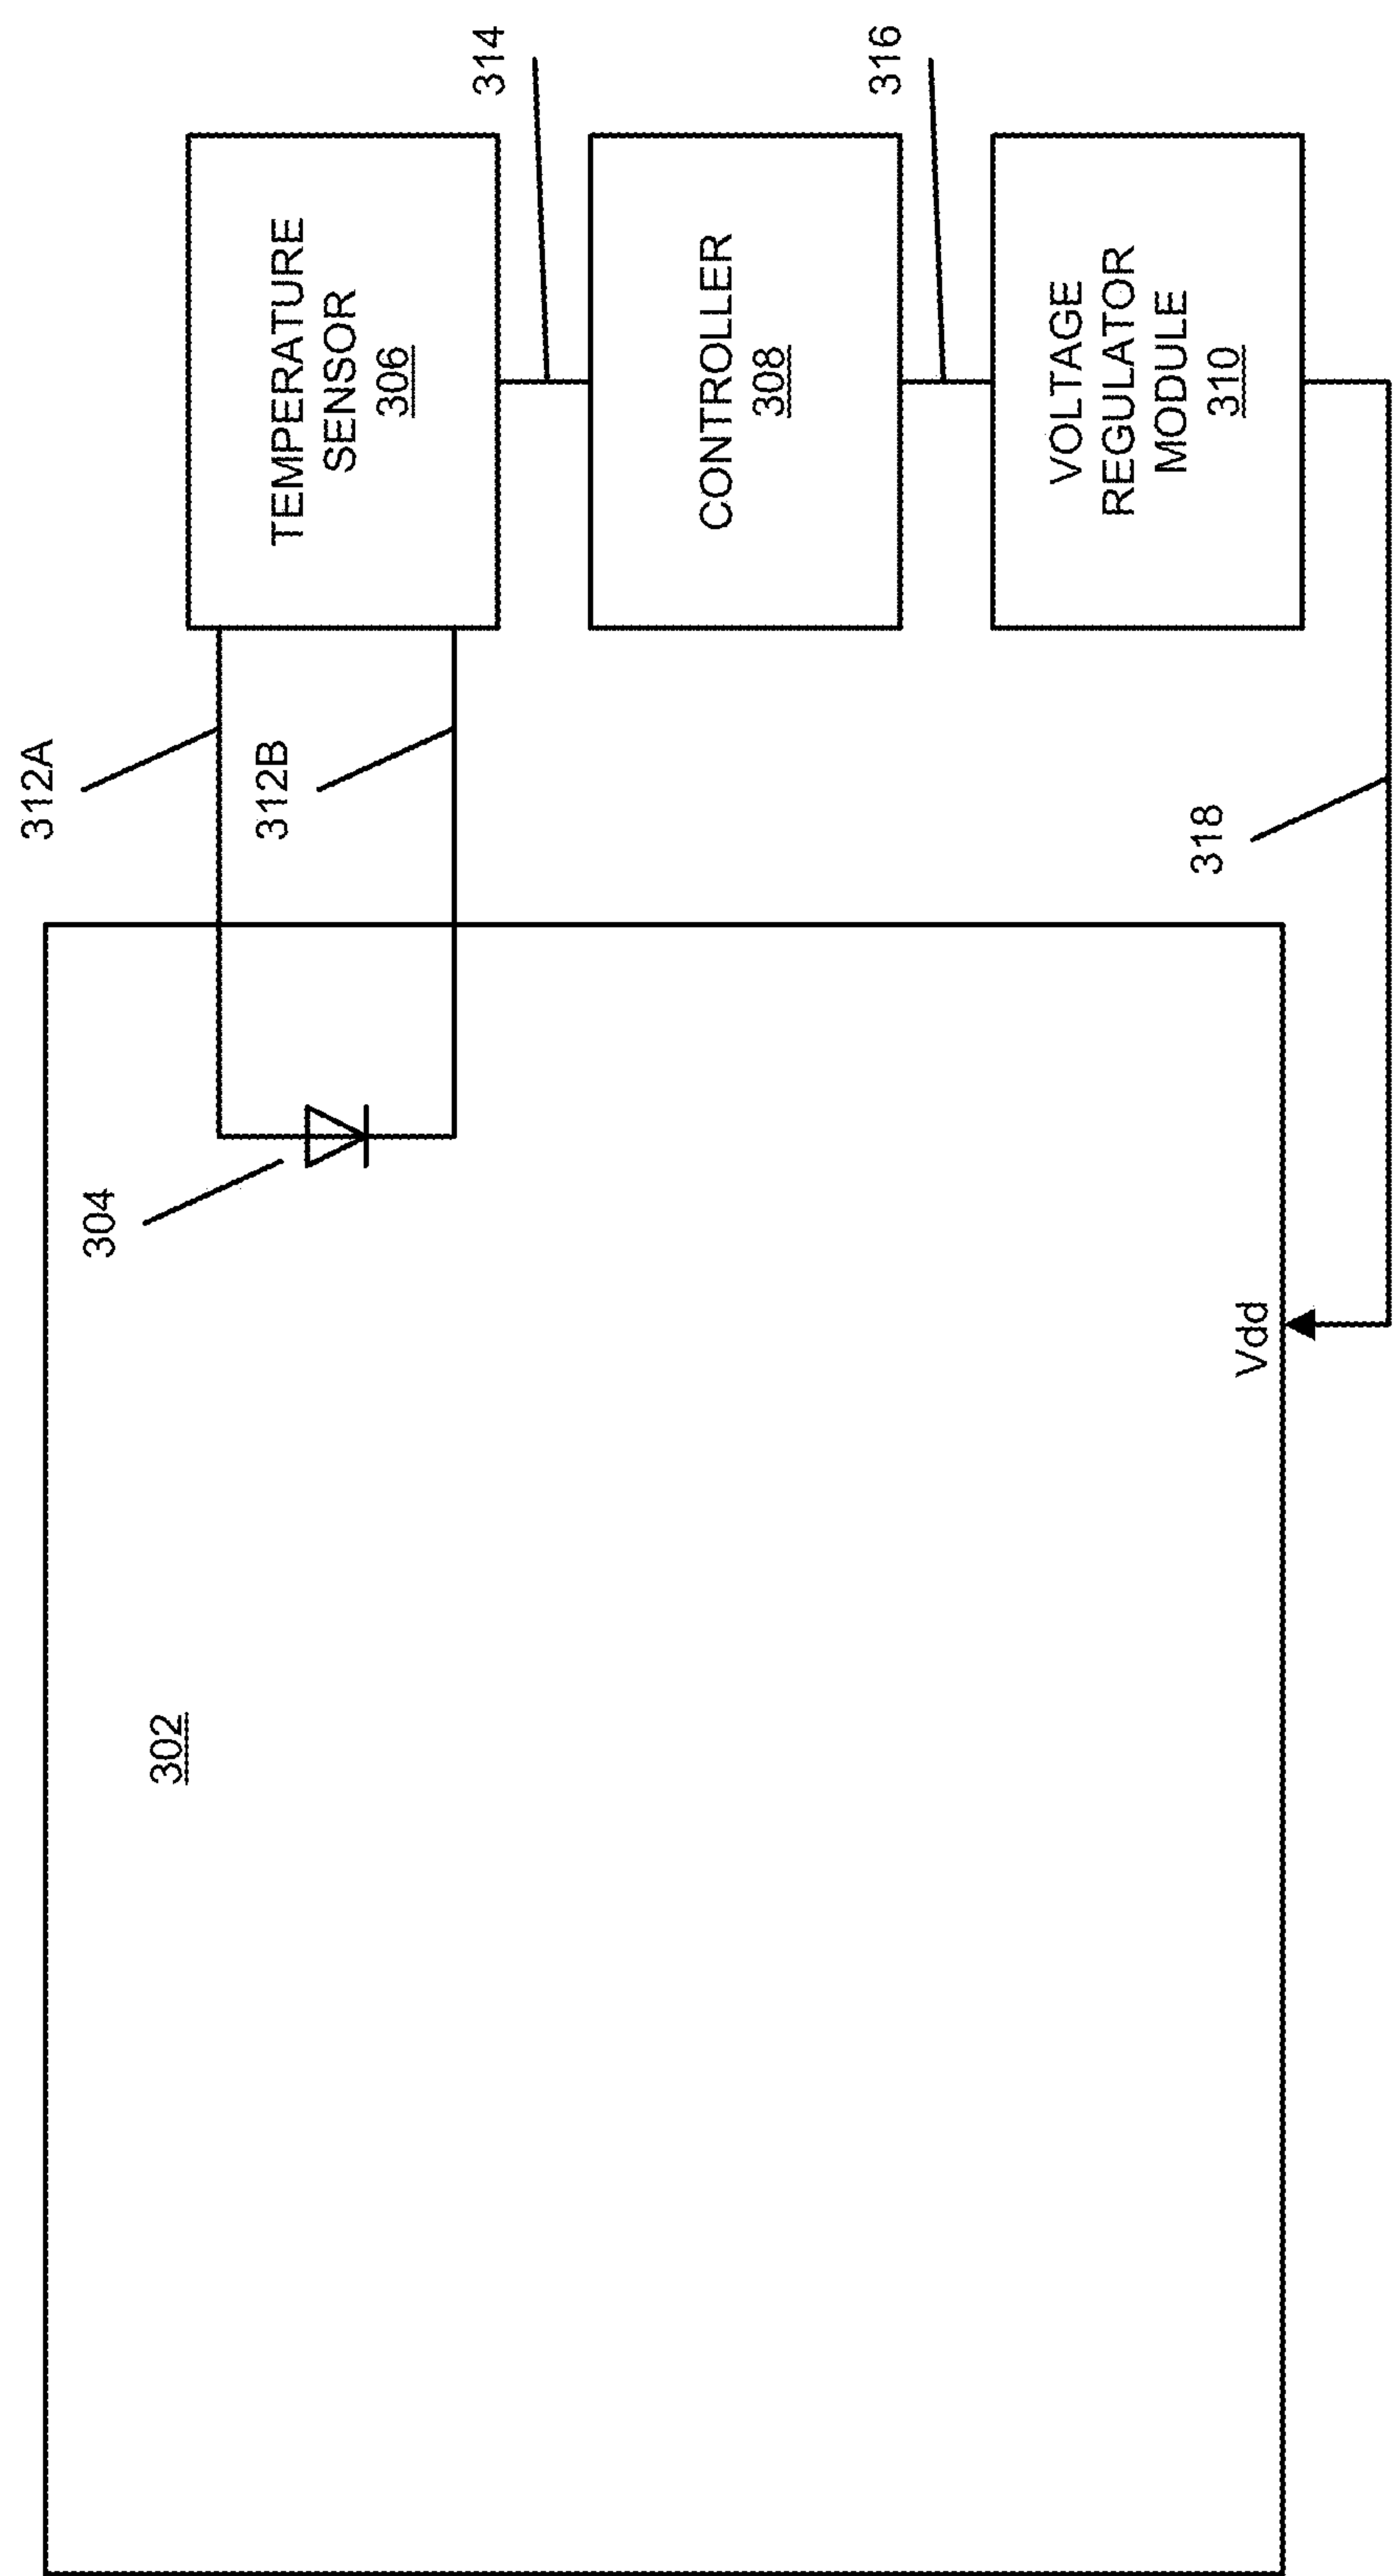 302
304
312A
312B
TEMPERATURE
SENSOR
306
314
CONTROLLER
308
316
VOLTAGE
REGULATOR
MODULE
310
318
Vdd